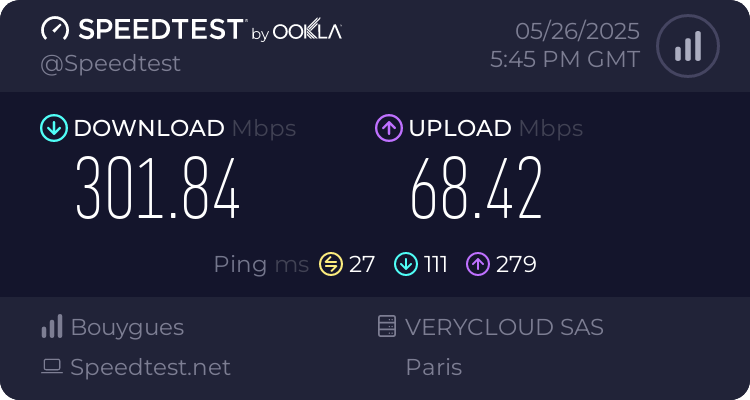 SPEEDTEST by OOKLA
@Speedtest
05/26/2025
5:45 PM GMT
DOWNLOAD Mbps
301.84
UPLOAD Mbps
68.42
Ping ms 27 111 279
Bouygues
VERYCLOUD SAS
Speedtest.net
Paris